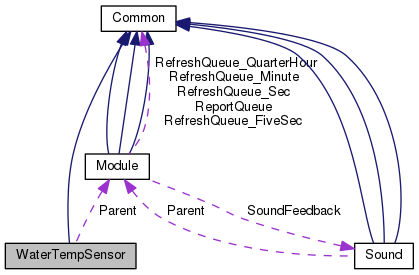 Common
RefreshQueue_QuarterHour
RefreshQueue_Minute
RefreshQueue_Sec
ReportQueue
RefreshQueue_FiveSec
Module
Parent
Parent
SoundFeedback
WaterTempSensor
Sound